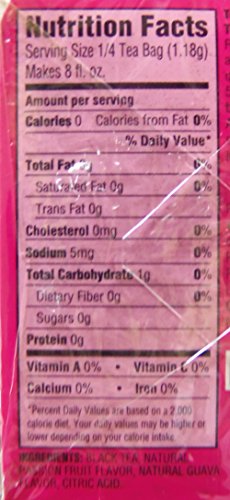 Nutrition Facts
Serving Size 1/4 Tea Bag (1.18g)
Makes 8 fl. oz.
Amount per serving
Calories 0 Calories from Fat 0%
% Daily Value*
Total Fat 0g 0%
Saturated Fat 0g 0%
Trans Fat 0g
Cholesterol 0mg 0%
Sodium 5mg 0%
Total Carbohydrate 1g 0%
Dietary Fiber 0g 0%
Sugars 0g
Protein 0g
Vitamin A 0% • Vitamin C 0%
Calcium 0% • Iron 0%
*Percent Daily Values are based on a 2,000
calorie diet. Your daily values may be higher or
lower depending on your calorie intake.
INGREDIENTS: BLACK TEA, NATURAL
PASSION FRUIT FLAVOR, NATURAL GUAVA
FLAVOR, CITRIC ACID.